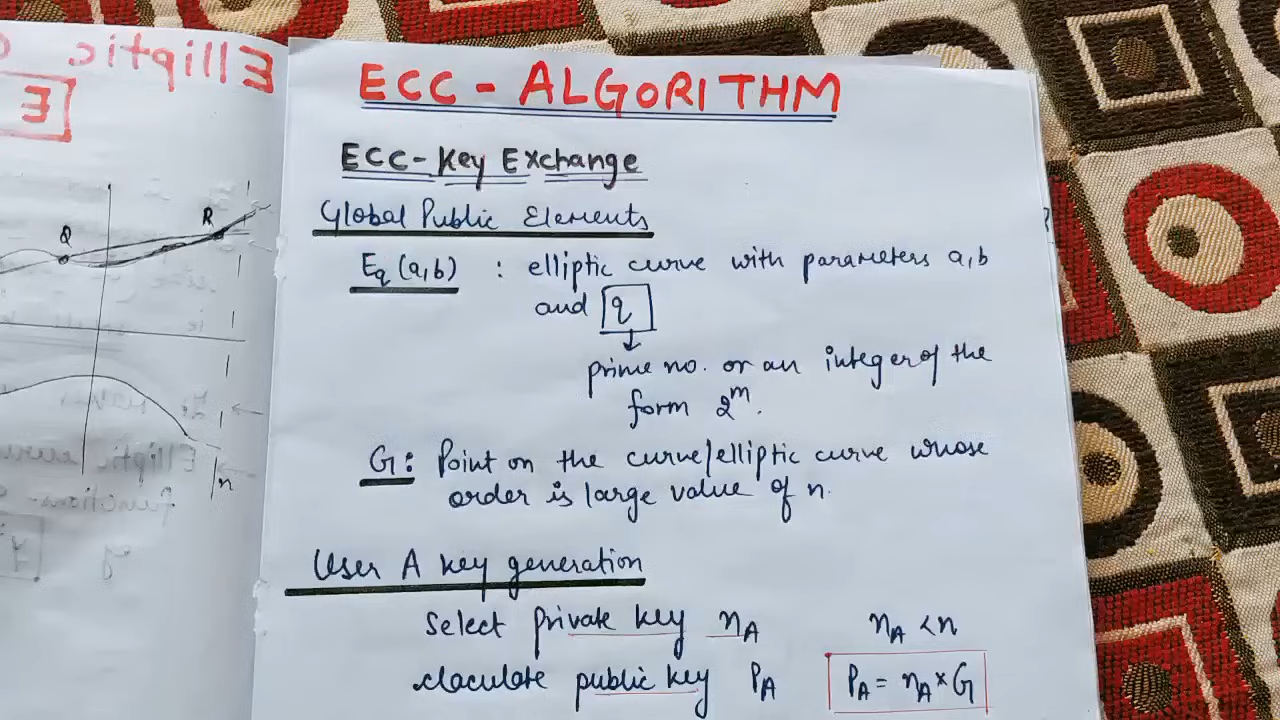 ECC - ALGORITHM
ECC - Key Exchange
Global Public Elements
Eq (a,b) : elliptic curve with parameters a,b
and q
prime no. or an integer of the
form 2^m.
G: Point on the curve/elliptic curve whose
order is large value of n.
User A key generation
Select private key nA nA < n
claculate public key PA PA = nA × G
Elliptic
E
Q
R
n